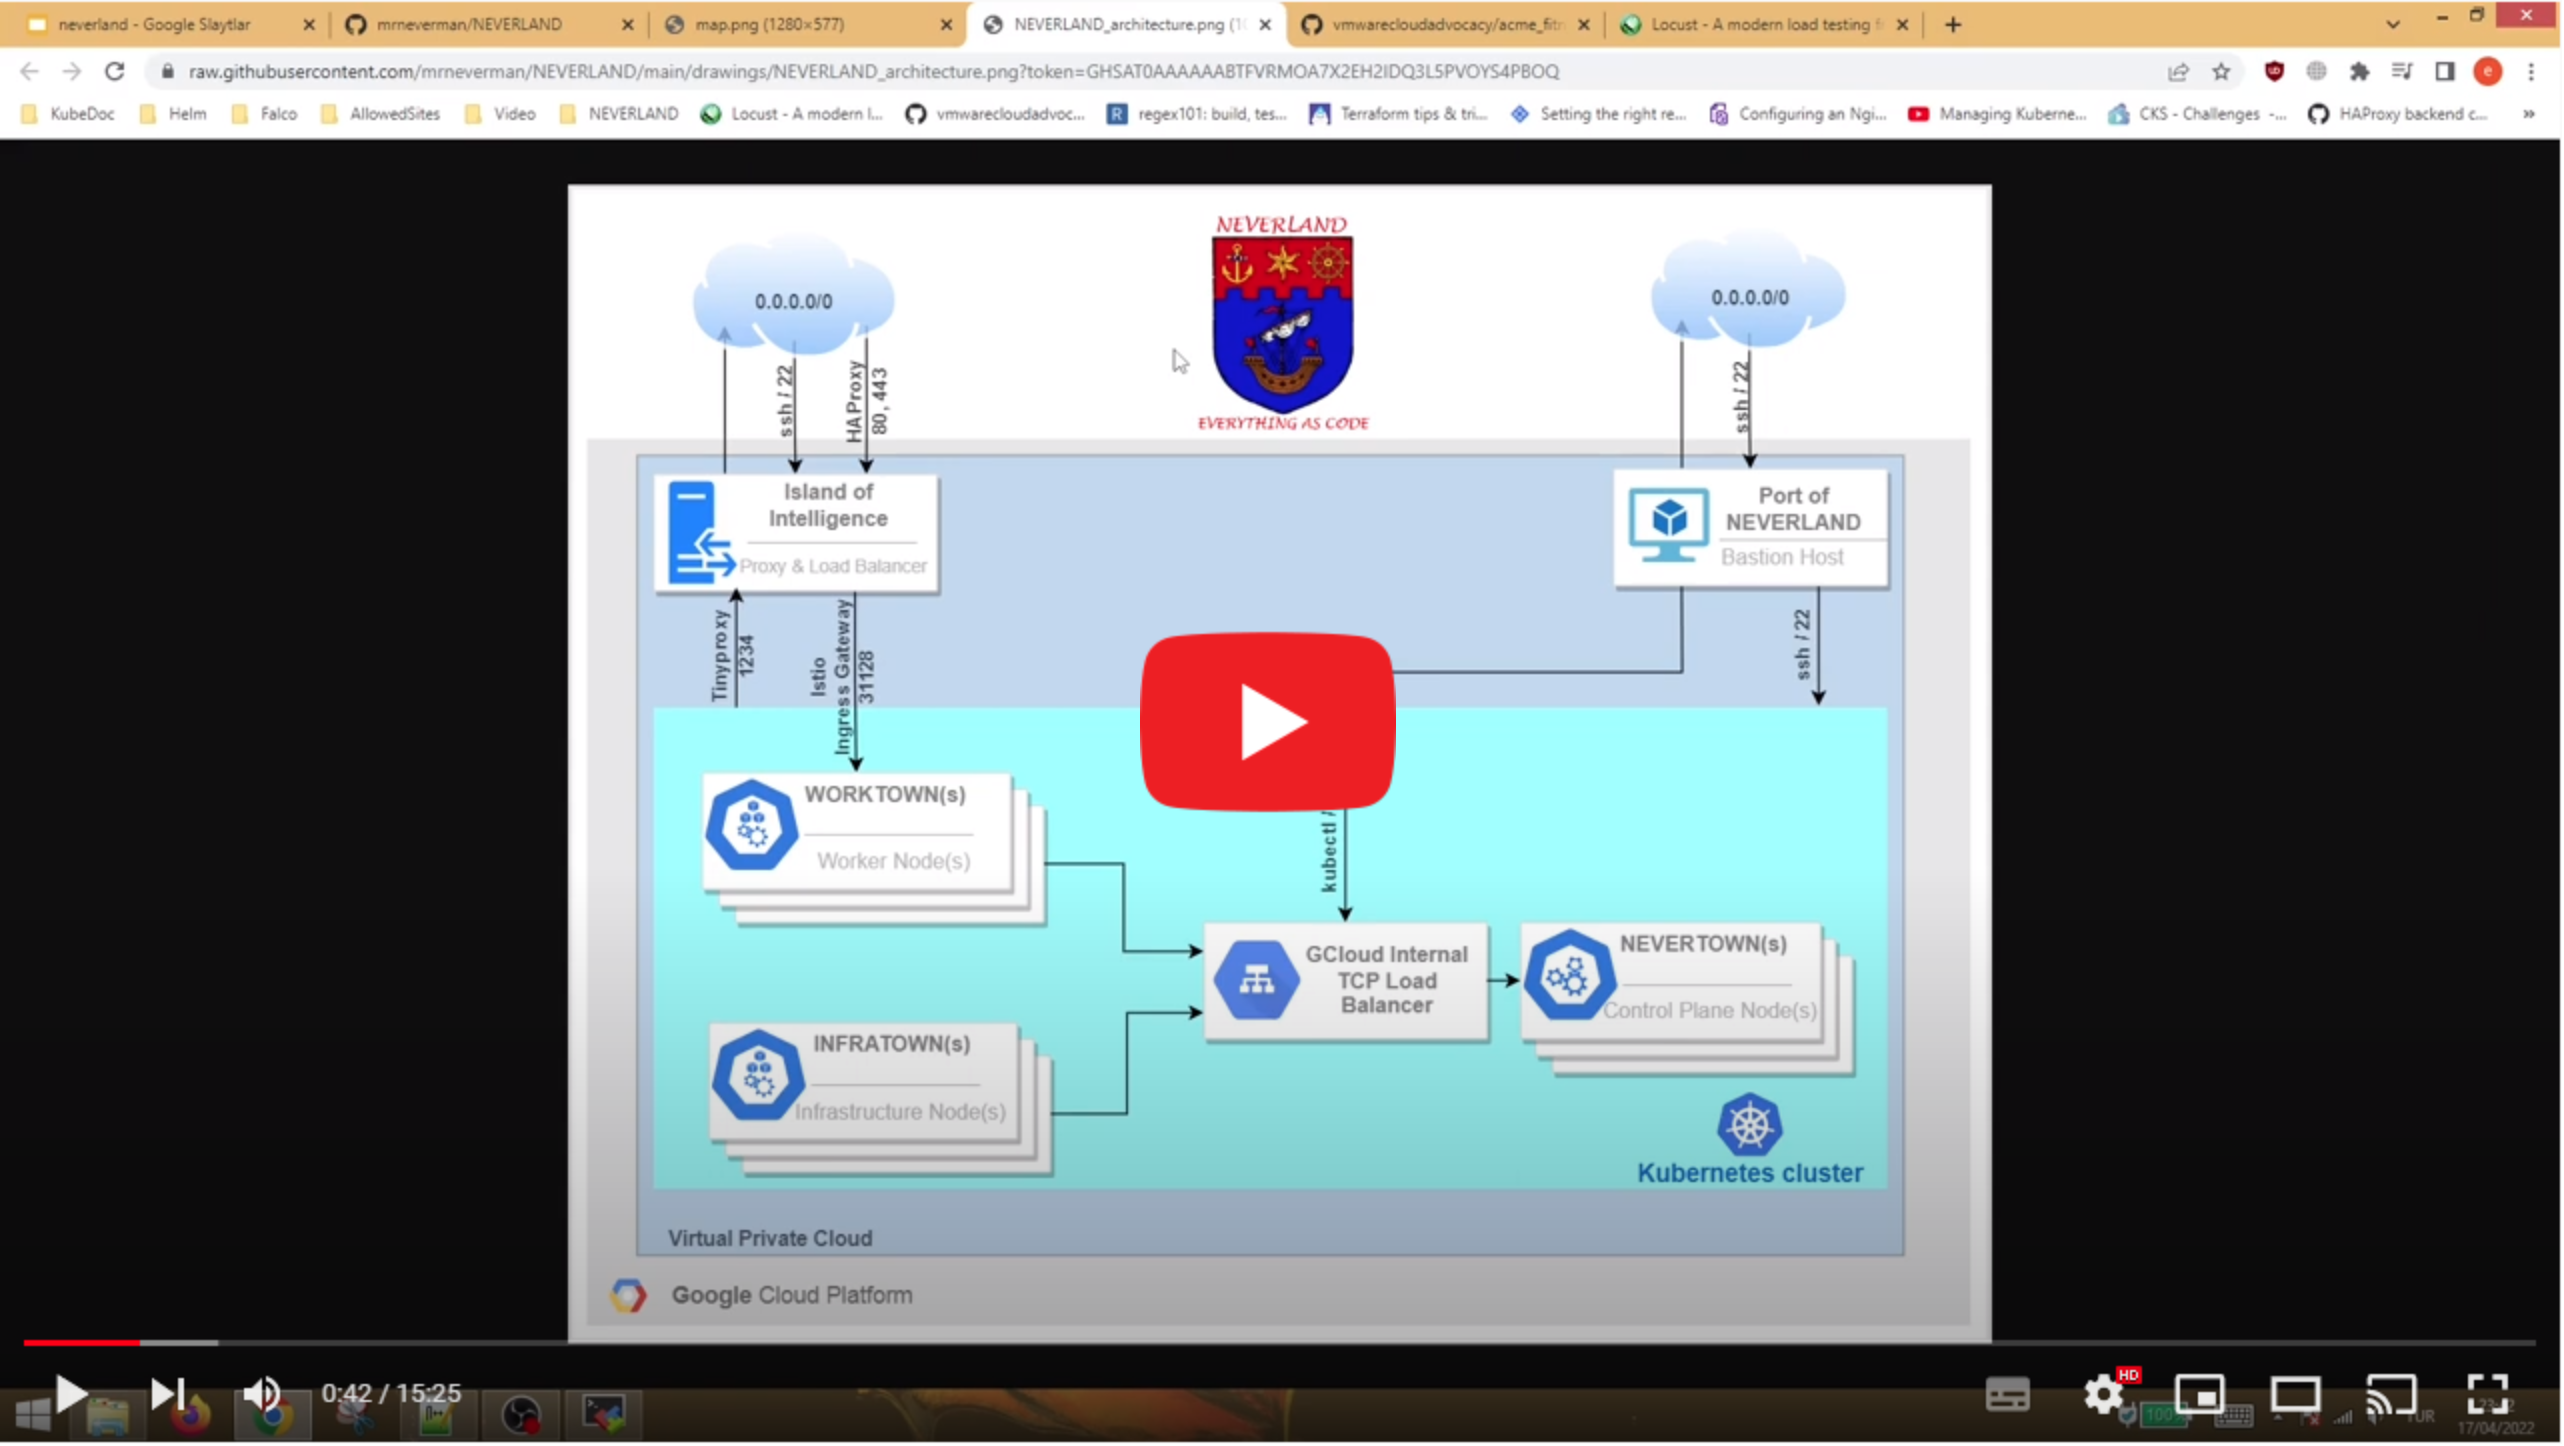 neverland - Google Slaytlar
mrneverman/NEVERLAND
map.png (1280×577)
NEVERLAND_architecture.png (1
vmwarecloudadvocacy/acme_fitn
Locust - A modern load testing f
raw.githubusercontent.com/mrneverman/NEVERLAND/main/drawings/NEVERLAND_architecture.png?token=GHSAT0AAAAAABTFVRMOA7X2EH2IDQ3L5PVOYS4PBOQ
e
KubeDoc
Helm
Falco
AllowedSites
Video
NEVERLAND
Locust - A modern l...
vmwarecloudadvoc...
regex101: build, tes...
Terraform tips & tri...
Setting the right re...
Configuring an Ngi...
Managing Kuberne...
CKS - Challenges -...
HAProxy backend c...
»
NEVERLAND
EVERYTHING AS CODE
0.0.0.0/0
0.0.0.0/0
ssh / 22
HAProxy
80, 443
ssh / 22
Island of
Intelligence
Proxy & Load Balancer
Port of
NEVERLAND
Bastion Host
Tinyproxy
1234
Istio
Ingress Gateway
31128
ssh / 22
WORKTOWN(s)
Worker Node(s)
kubectl /
GCloud Internal
TCP Load
Balancer
NEVERTOWN(s)
Control Plane Node(s)
INFRATOWN(s)
Infrastructure Node(s)
Kubernetes cluster
Virtual Private Cloud
Google Cloud Platform
0:42 / 15:25
HD
100%
TUR
17/04/2022